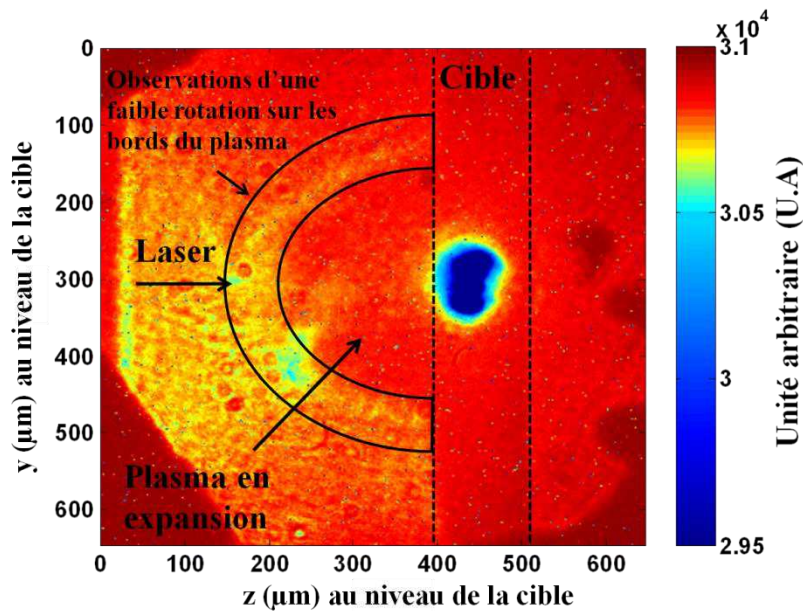 x 10⁴
0
100
200
300
400
500
600
y (µm) au niveau de la cible
Observations d'une
faible rotation sur les
bords du plasma
Cible
Laser
Plasma en
expansion
0 100 200 300 400 500 600
z (µm) au niveau de la cible
3.1
3.05
3
2.95
Unité arbitraire (U.A)